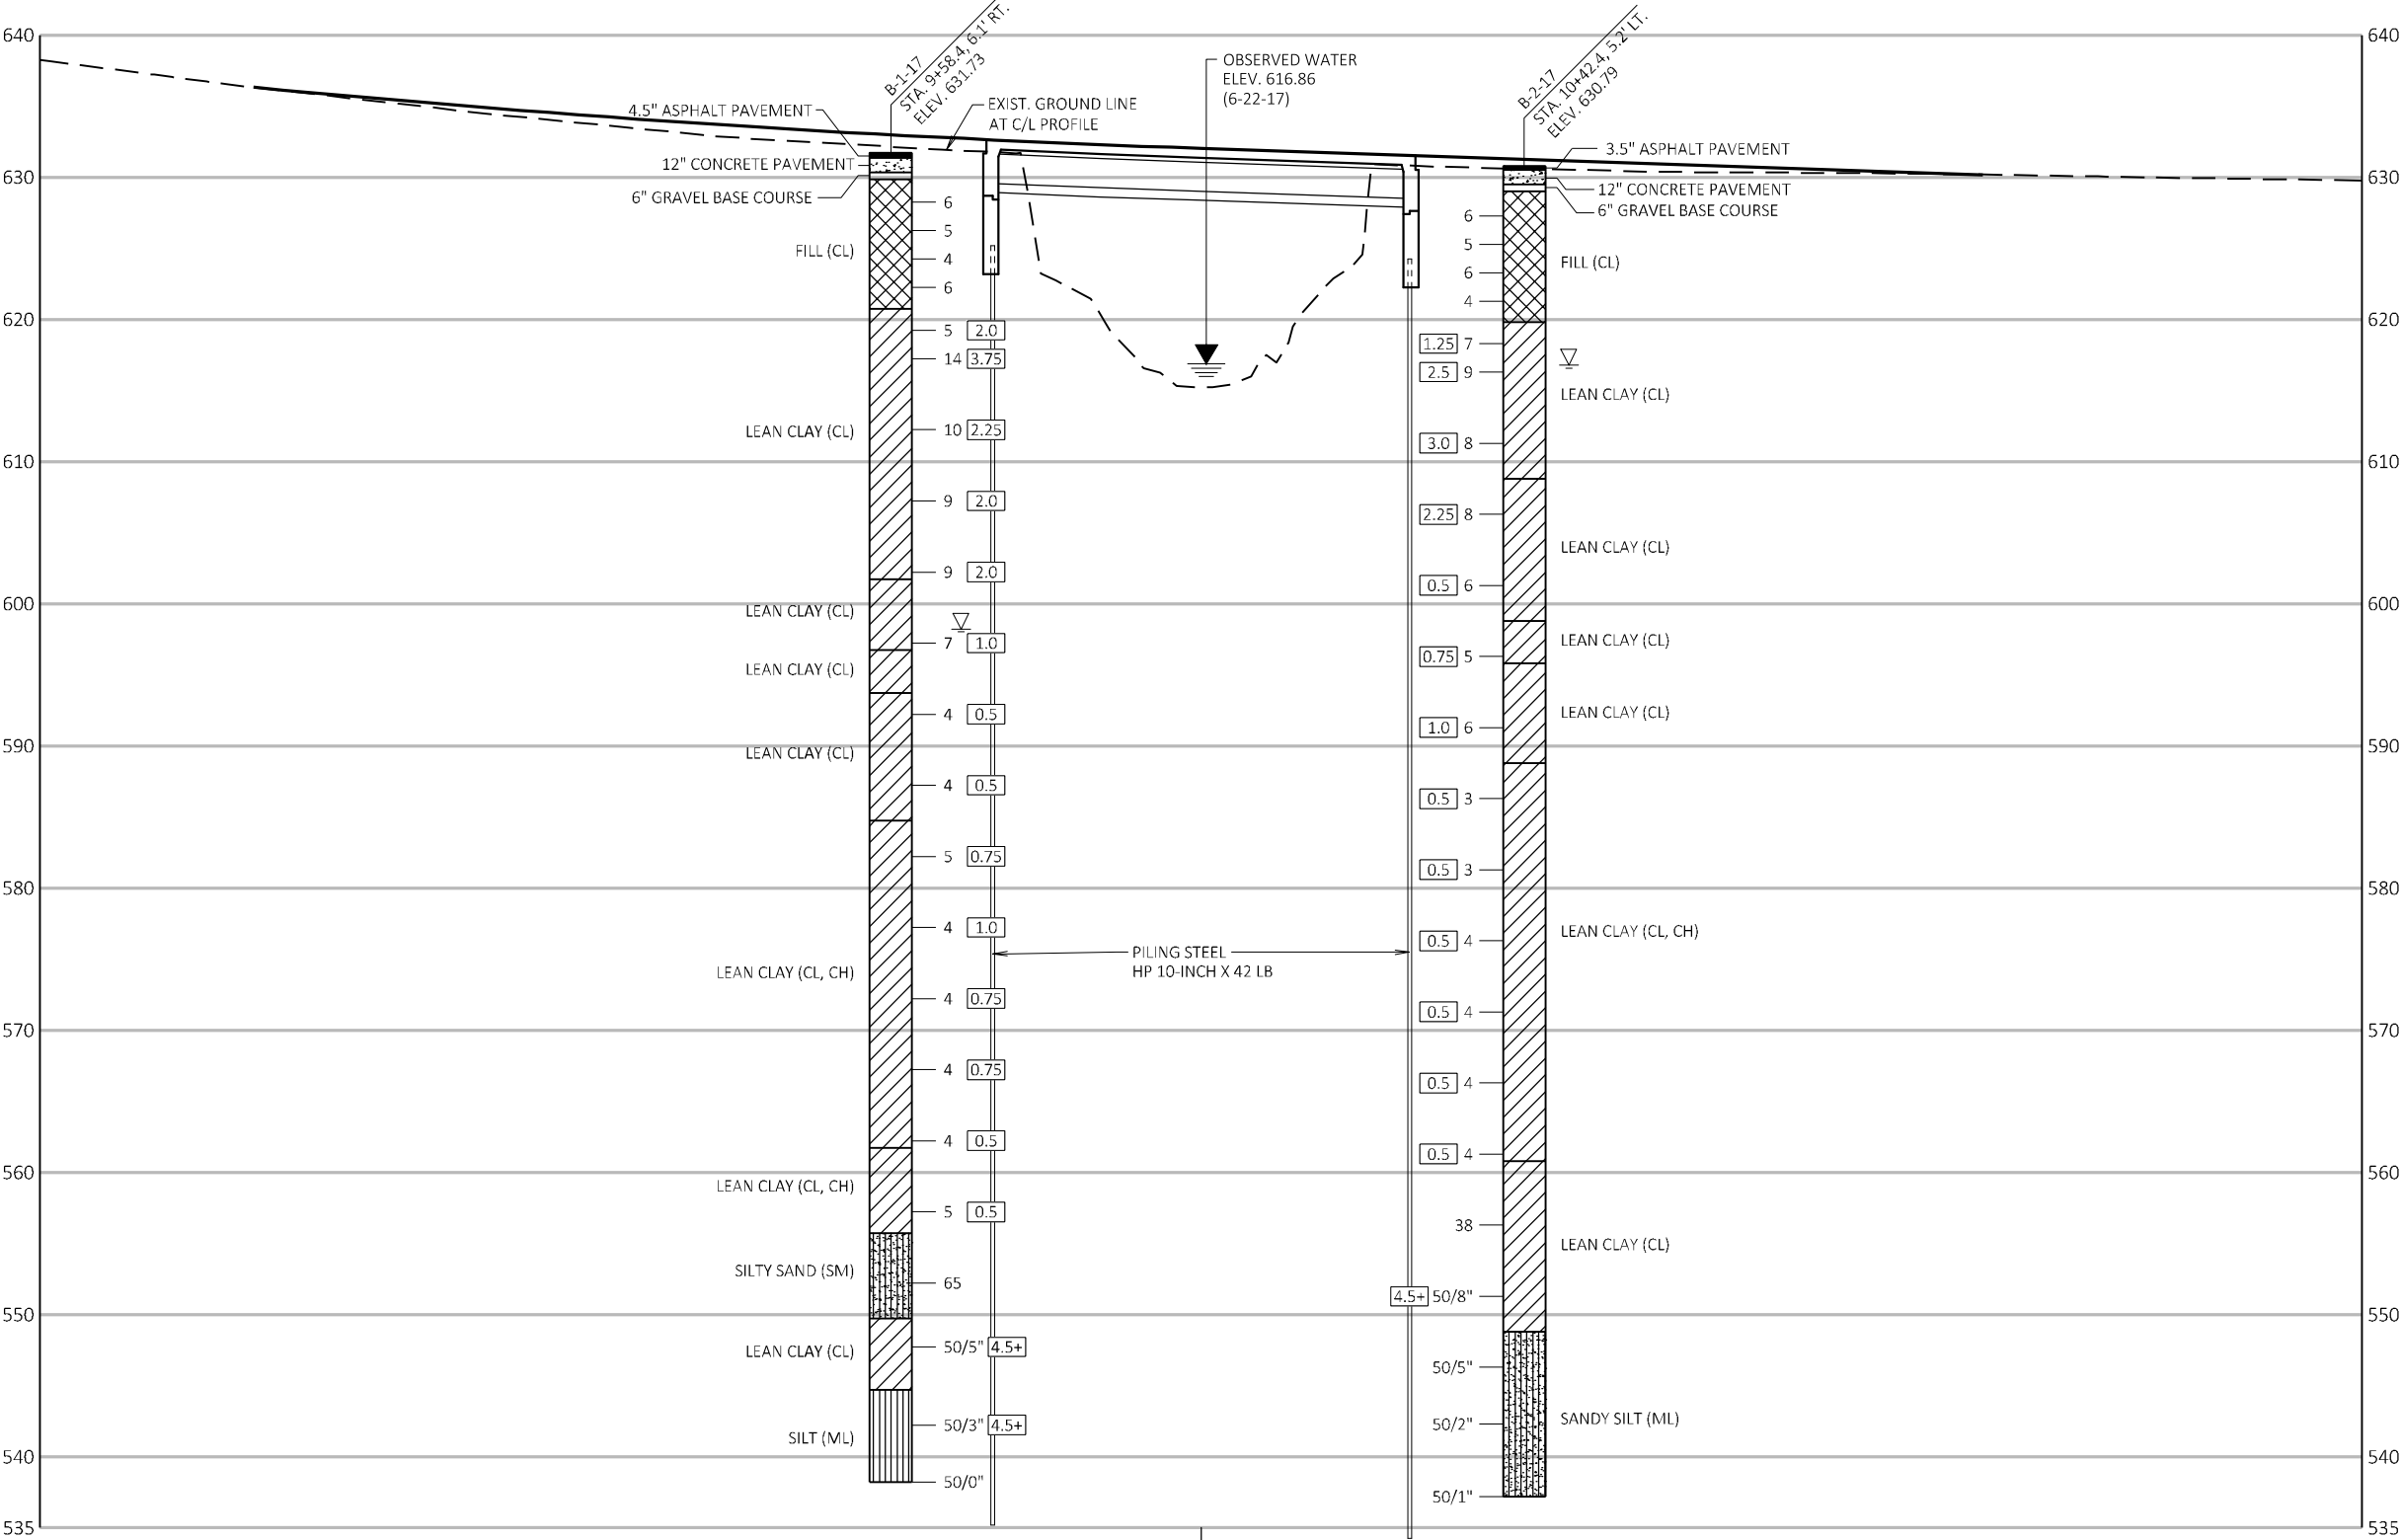 640
630
620
610
600
590
580
570
560
550
540
535
B-1-17
STA. 9+58.4, 6.1' RT.
ELEV. 631.73
4.5" ASPHALT PAVEMENT
12" CONCRETE PAVEMENT
6" GRAVEL BASE COURSE
FILL (CL)
LEAN CLAY (CL)
LEAN CLAY (CL)
LEAN CLAY (CL)
LEAN CLAY (CL)
LEAN CLAY (CL, CH)
LEAN CLAY (CL, CH)
SILTY SAND (SM)
LEAN CLAY (CL)
SILT (ML)
6
5
4
6
5 2.0
14 3.75
10 2.25
9 2.0
9 2.0
7 1.0
4 0.5
4 0.5
5 0.75
4 1.0
4 0.75
4 0.75
4 0.5
5 0.5
65
50/5" 4.5+
50/3" 4.5+
50/0"
EXIST. GROUND LINE
AT C/L PROFILE
OBSERVED WATER
ELEV. 616.86
(6-22-17)
PILING STEEL
HP 10-INCH X 42 LB
B-2-17
STA. 10+42.4, 5.2' LT.
ELEV. 630.79
3.5" ASPHALT PAVEMENT
12" CONCRETE PAVEMENT
6" GRAVEL BASE COURSE
6
5
6
4
1.25 7
2.5 9
3.0 8
2.25 8
0.5 6
0.75 5
1.0 6
0.5 3
0.5 3
0.5 4
0.5 4
0.5 4
0.5 4
38
4.5+ 50/8"
50/5"
50/2"
50/1"
FILL (CL)
LEAN CLAY (CL)
LEAN CLAY (CL)
LEAN CLAY (CL)
LEAN CLAY (CL)
LEAN CLAY (CL, CH)
LEAN CLAY (CL)
SANDY SILT (ML)
640
630
620
610
600
590
580
570
560
550
540
535